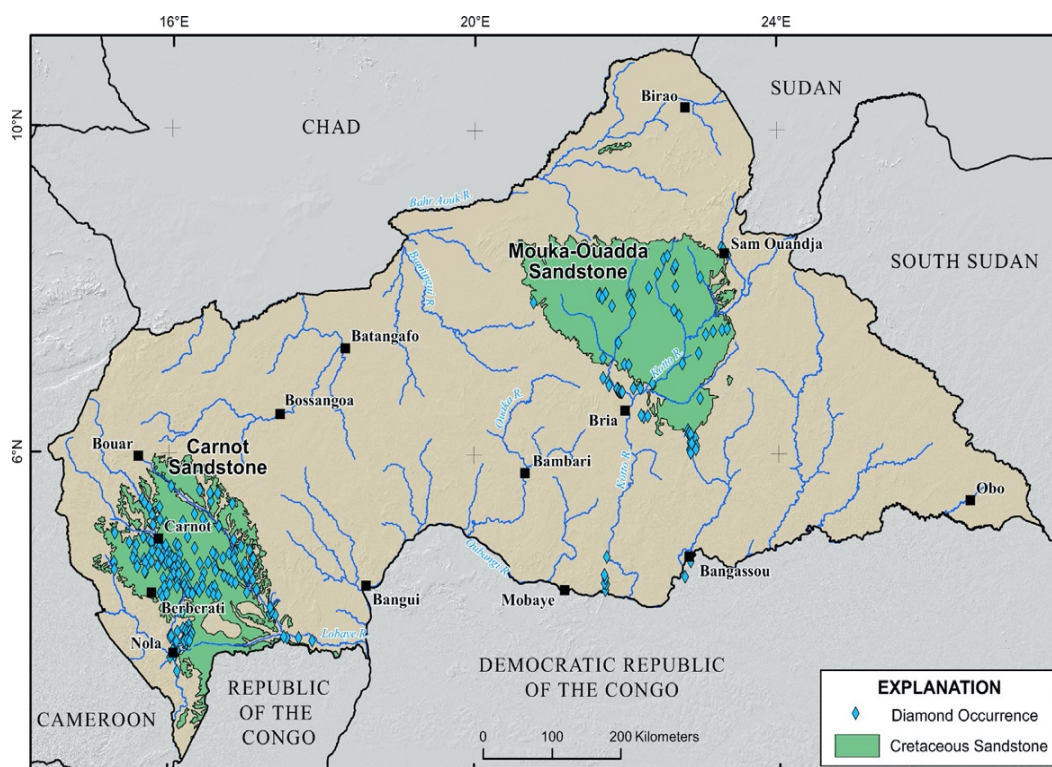 16°E
20°E
24°E
10°N
6°N
CHAD
SUDAN
SOUTH SUDAN
Birao
Bahr Aouk R.
Sam Ouandja
Mouka-Ouadda
Sandstone
Batangafo
Kotto R.
Bossangoa
Ouaka R.
Bria
Bouar
Carnot
Sandstone
Bambari
Kotto R.
Obo
Carnot
Oubangi R.
Bangassou
Bangui
Mobaye
Berberati
Lobaye R.
Nola
DEMOCRATIC REPUBLIC
OF THE CONGO
REPUBLIC
OF THE
CONGO
CAMEROON
0 100 200 Kilometers
EXPLANATION
Diamond Occurrence
Cretaceous Sandstone